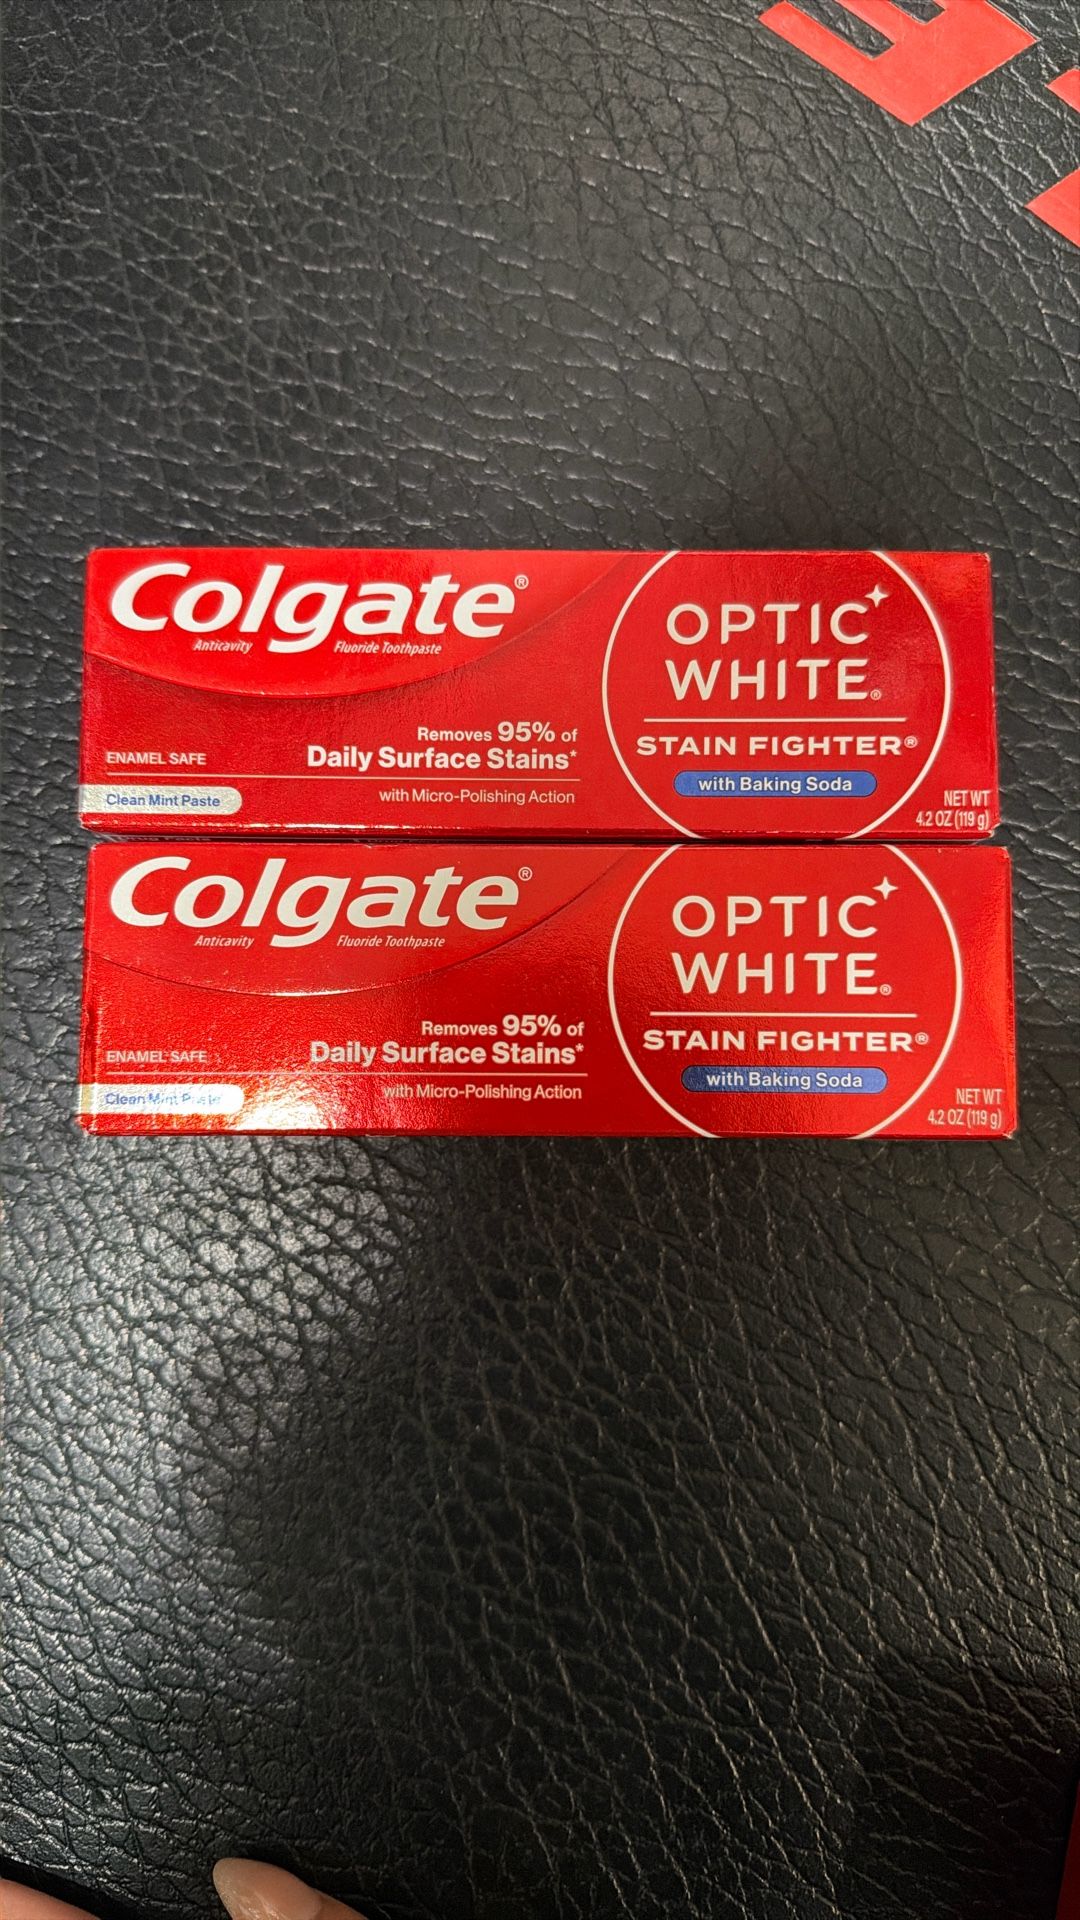 Colgate®
Anticavity Fluoride Toothpaste
OPTIC
WHITE®
STAIN FIGHTER®
with Baking Soda
Removes 95% of
Daily Surface Stains*
with Micro-Polishing Action
ENAMEL SAFE
Clean Mint Paste
NET WT
4.2 OZ (119 g)
Colgate®
Anticavity Fluoride Toothpaste
OPTIC
WHITE®
STAIN FIGHTER®
with Baking Soda
Removes 95% of
Daily Surface Stains*
with Micro-Polishing Action
ENAMEL SAFE
Clean Mint Paste
NET WT
4.2 OZ (119 g)